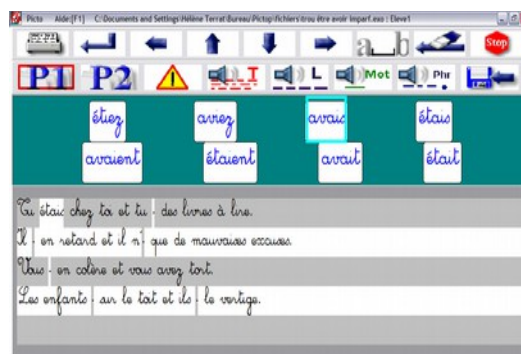 Picto Aide:[F1] C:\Documents and Settings\Hélène Terrat\Bureau\Pictop\fichiers\trou être avoir imparf.exo : Eleve1
a_b Stop
P1 P2 T L Mot Phr
étiez aviez avais étais
avaient étaient avait était
Tu étais chez toi et tu . des livres à lire.
Il . en retard et il n'. que de mauvaises excuses.
Vous . en colère et vous avez tort.
Les enfants . sur le toit et ils . le vertige.